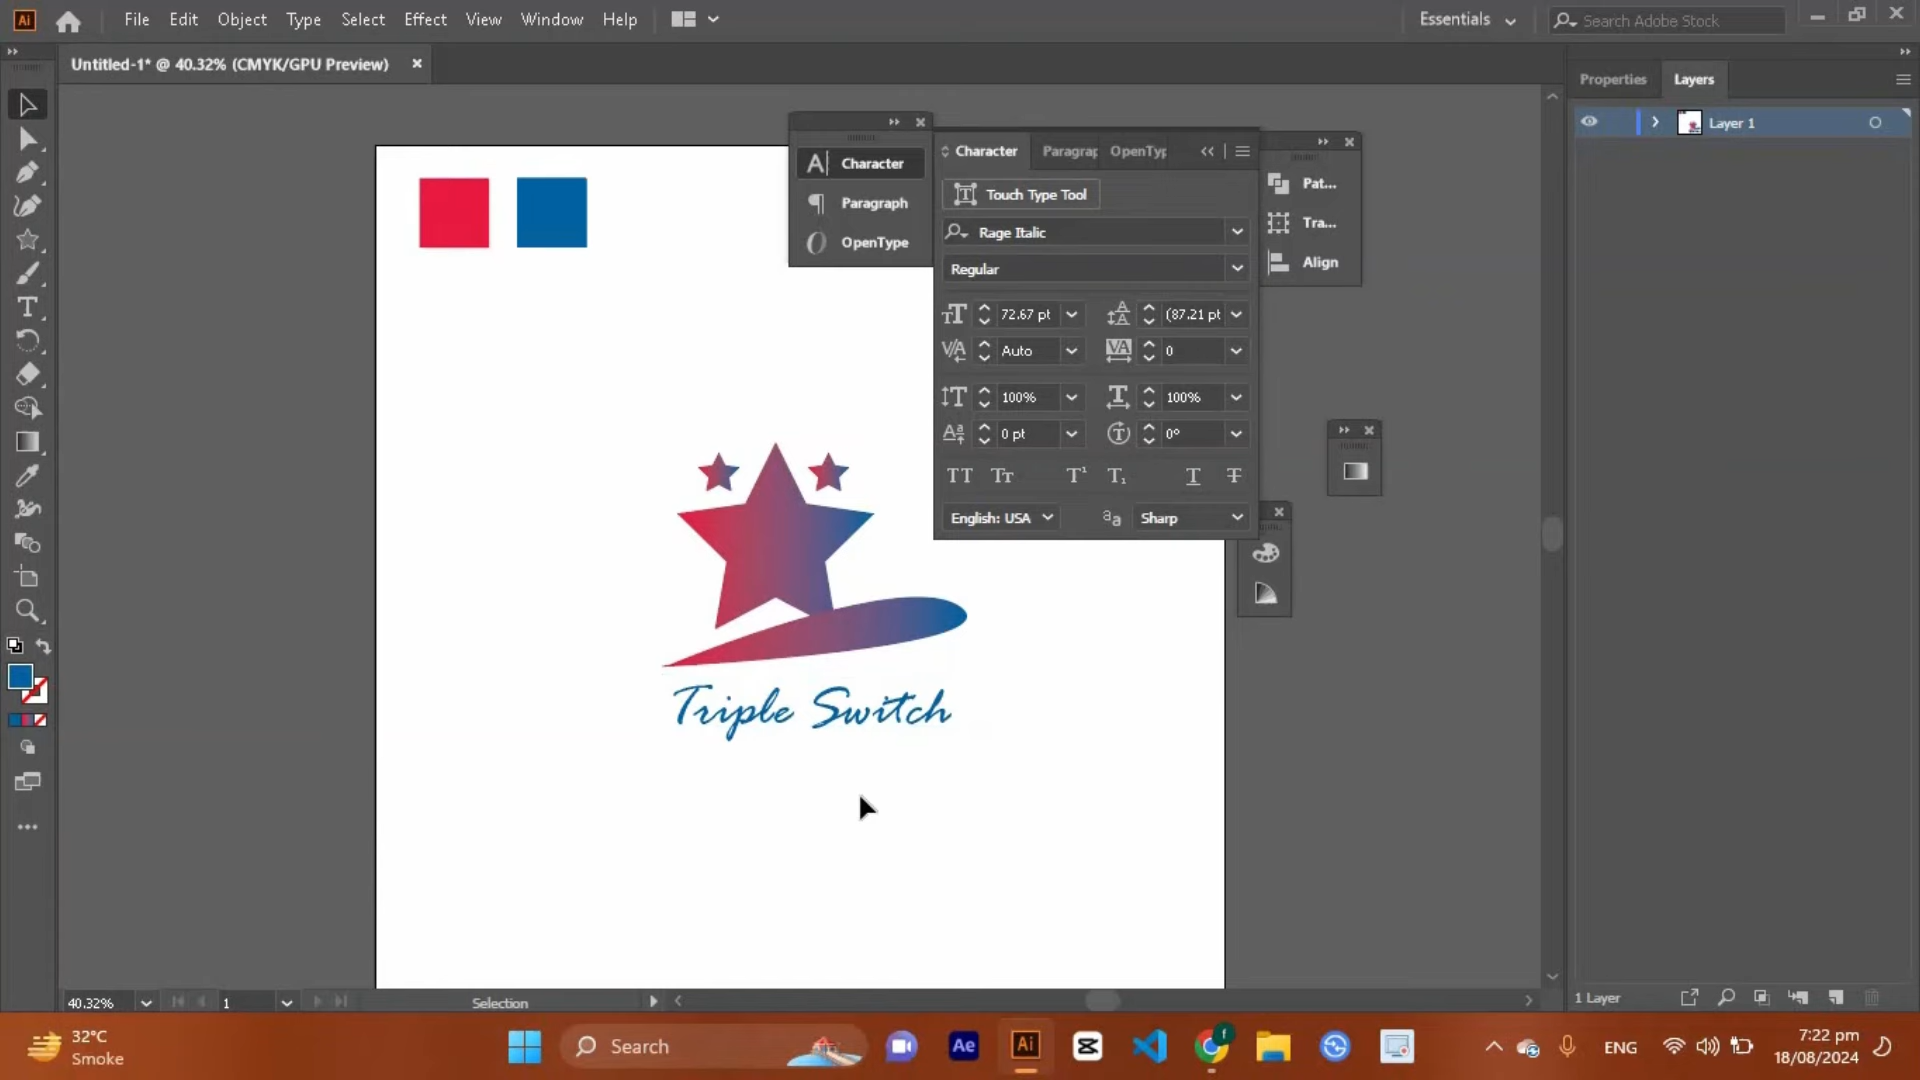 Ai File Edit Object Type Select Effect View Window Help Essentials Search Adobe Stock
Untitled-1* @ 40.32% (CMYK/GPU Preview)
Properties Layers
Layer 1
Character
Paragraph
OpenType
Character Paragrap OpenTyp
Touch Type Tool
Rage Italic
Regular
72.67 pt (87.21 pt
Auto 0
100% 100%
0 pt 0°
English: USA Sharp
Pat...
Tra...
Align
Triple Switch
40.32% 1 Selection
1 Layer
32°C
Smoke
Search
Ae
Ai
ENG
7:22 pm
18/08/2024